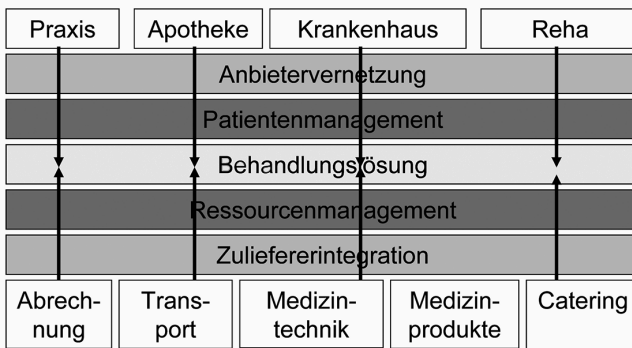 Praxis
Apotheke
Krankenhaus
Reha
Anbietervernetzung
Patientenmanagement
Behandlungslösung
Ressourcenmanagement
Zuliefererintegration
Abrech-
nung
Trans-
port
Medizin-
technik
Medizin-
produkte
Catering